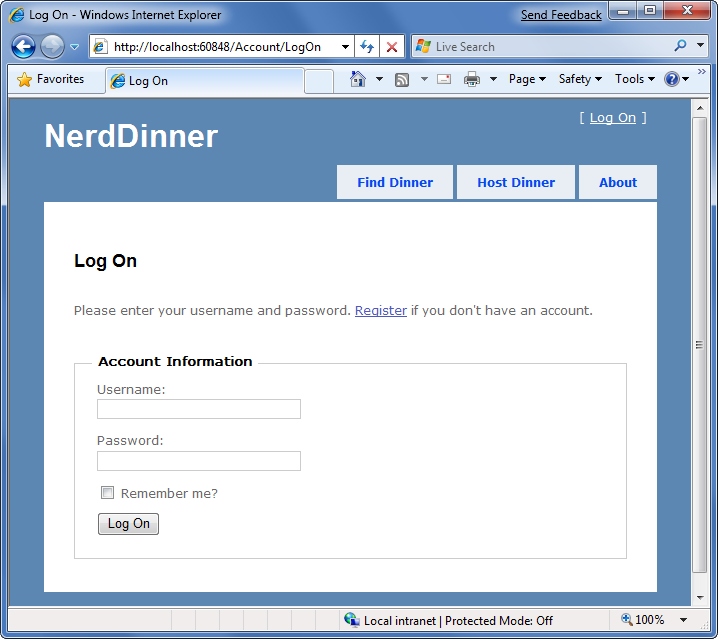 Log On - Windows Internet Explorer
Send Feedback
http://localhost:60848/Account/LogOn
Live Search
Favorites
Log On
Page
Safety
Tools
[ Log On ]
NerdDinner
Find Dinner
Host Dinner
About
Log On
Please enter your username and password. Register if you don't have an account.
Account Information
Username:
Password:
Remember me?
Log On
Local intranet | Protected Mode: Off
100%